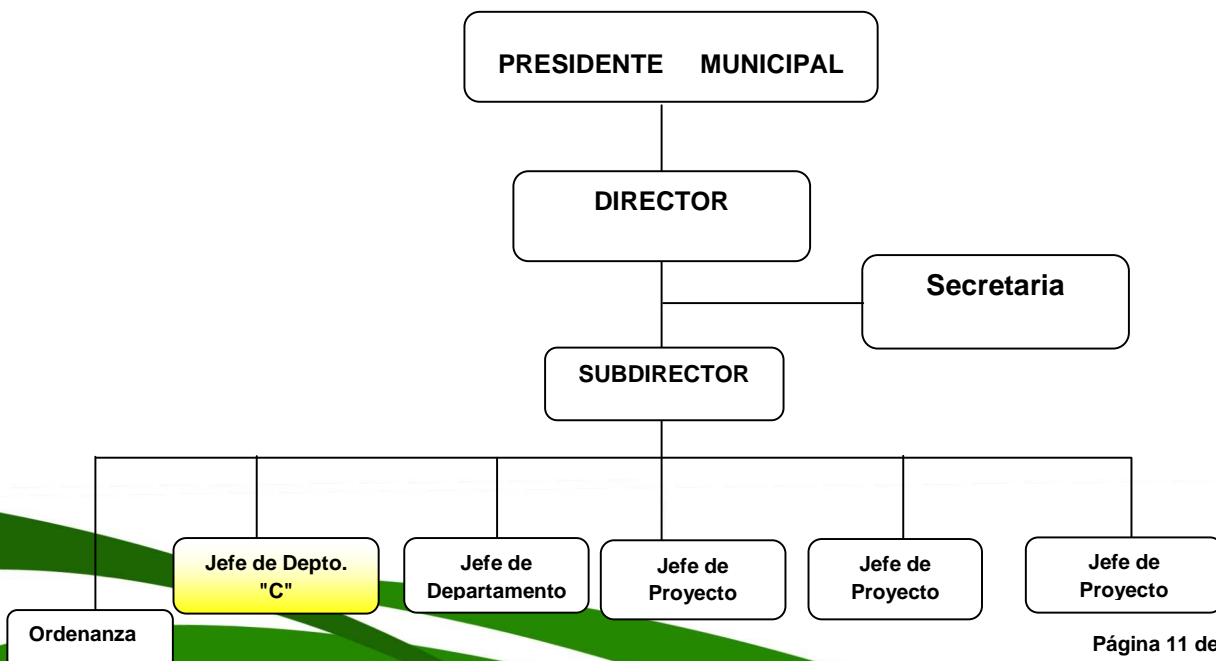 PRESIDENTE MUNICIPAL
DIRECTOR
Secretaria
SUBDIRECTOR
Jefe de Depto.
"C"
Jefe de
Departamento
Jefe de
Proyecto
Jefe de
Proyecto
Jefe de
Proyecto
Ordenanza
Página 11 de